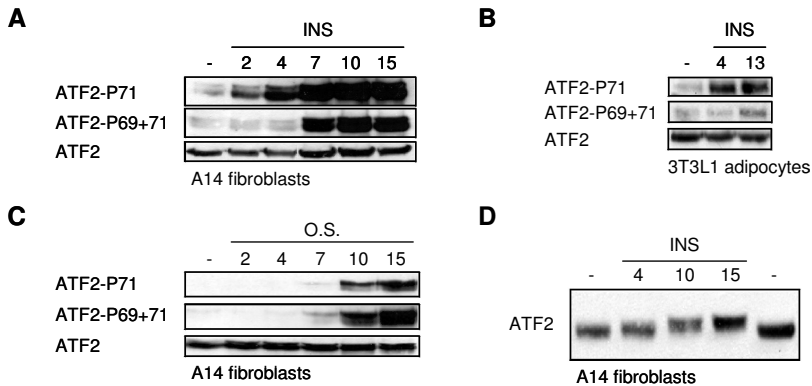 A
INS
- 2 4 7 10 15
ATF2-P71
ATF2-P69+71
ATF2
A14 fibroblasts
B
INS
- 4 13
ATF2-P71
ATF2-P69+71
ATF2
3T3L1 adipocytes
C
O.S.
- 2 4 7 10 15
ATF2-P71
ATF2-P69+71
ATF2
A14 fibroblasts
D
INS
- 4 10 15 -
ATF2
A14 fibroblasts